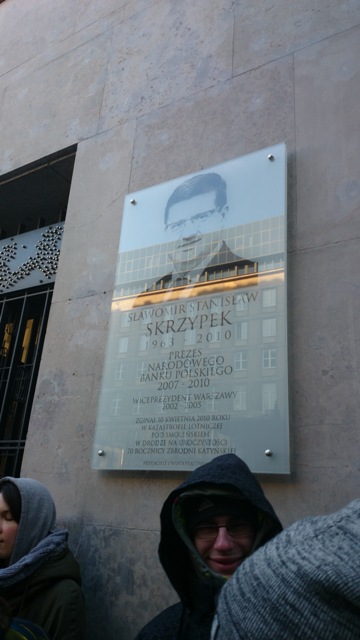 SŁAWOMIR STANISŁAW
SKRZYPEK
1963 2010
PREZES
NARODOWEGO
BANKU POLSKIEGO
2007 - 2010
WICEPREZYDENT WARSZAWY
2002 - 2005
ZGINĄŁ 10 KWIETNIA 2010 ROKU
W KATASTROFIE LOTNICZEJ
POD SMOLEŃSKIEM
W DRODZE NA UROCZYSTOŚCI
70 ROCZNICY ZBRODNI KATYŃSKIEJ